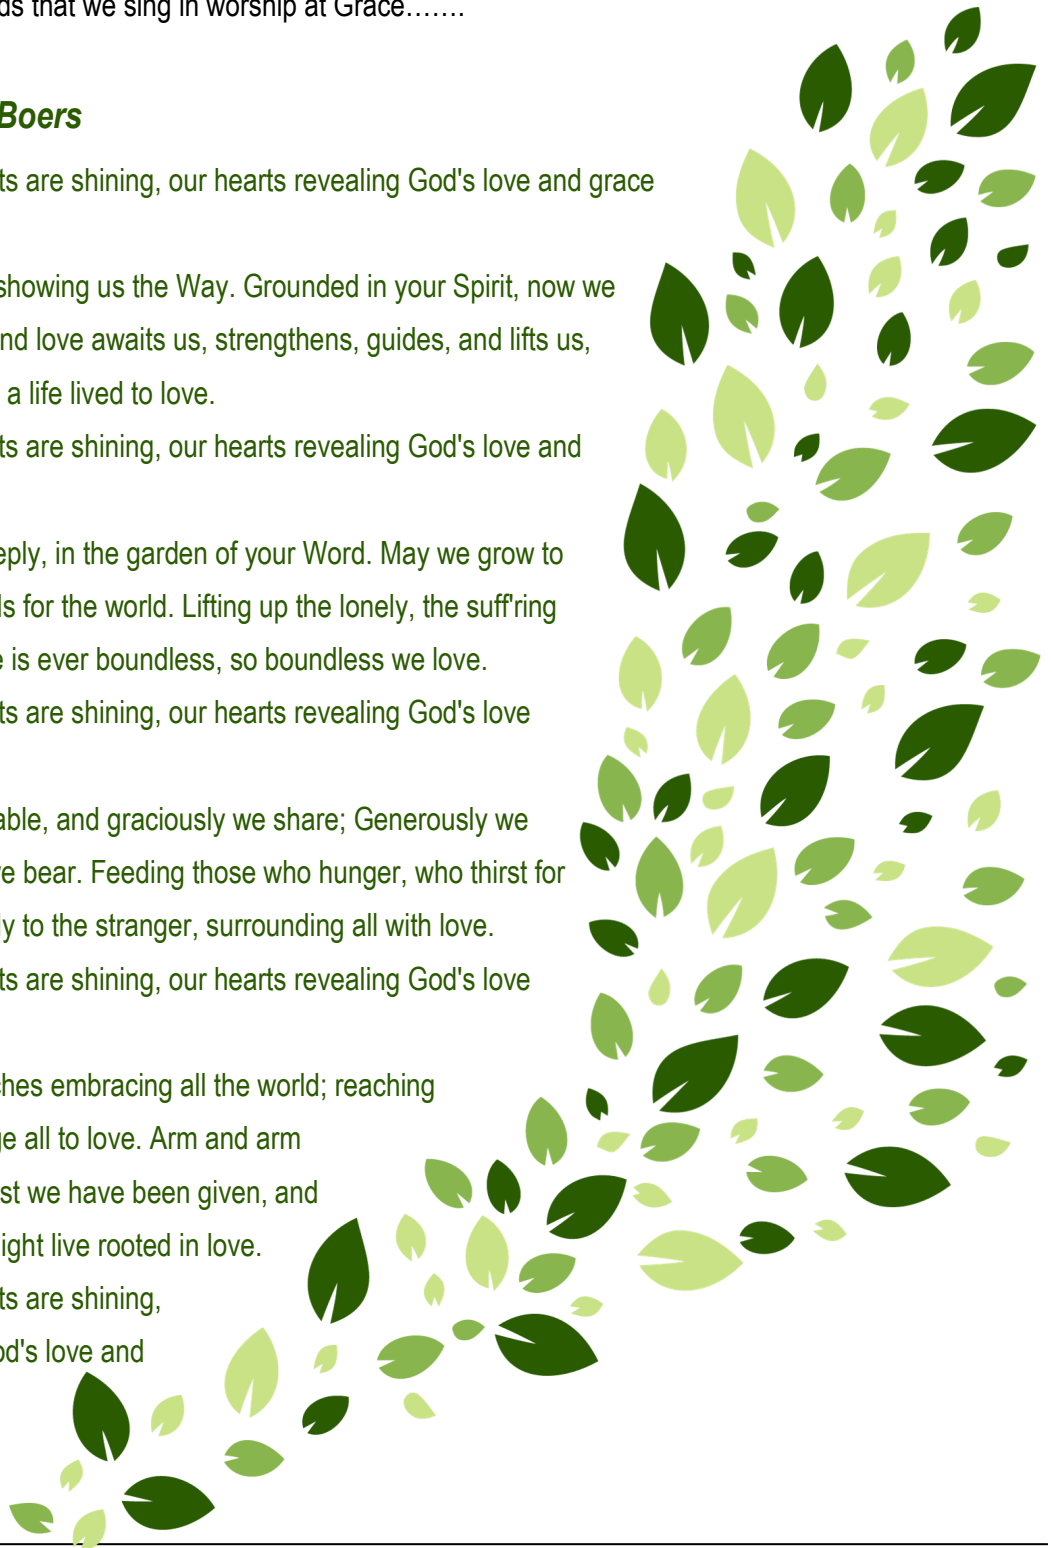 ds that we sing in worship at Grace…….
Boers
ts are shining, our hearts revealing God's love and grace
showing us the Way. Grounded in your Spirit, now we
nd love awaits us, strengthens, guides, and lifts us,
a life lived to love.
ts are shining, our hearts revealing God's love and
eply, in the garden of your Word. May we grow to
ds for the world. Lifting up the lonely, the suff'ring
e is ever boundless, so boundless we love.
ts are shining, our hearts revealing God's love
able, and graciously we share; Generously we
e bear. Feeding those who hunger, who thirst for
ly to the stranger, surrounding all with love.
ts are shining, our hearts revealing God's love
ches embracing all the world; reaching
ge all to love. Arm and arm
st we have been given, and
ight live rooted in love.
ts are shining,
od's love and